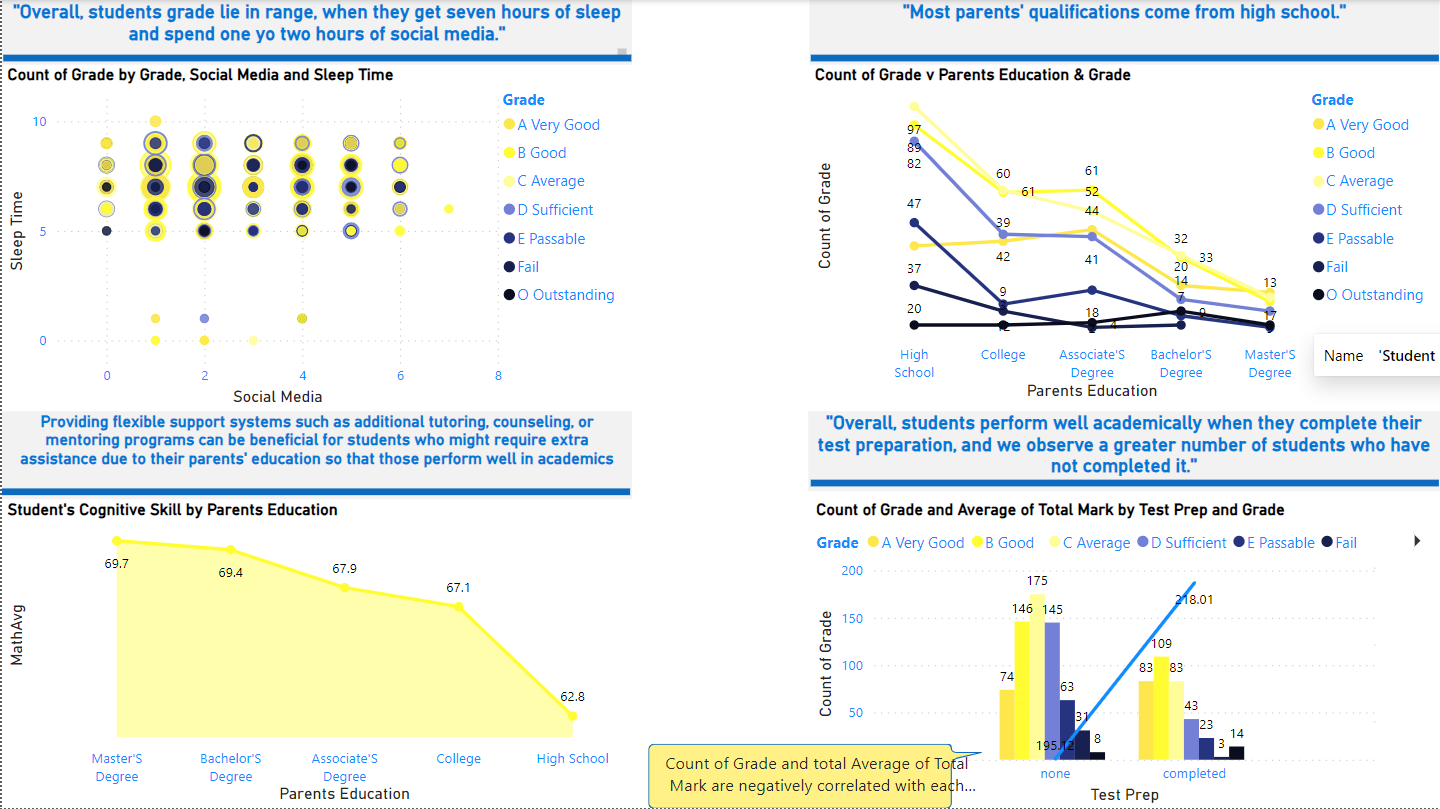 "Overall, students grade lie in range, when they get seven hours of sleep
and spend one yo two hours of social media."
Count of Grade by Grade, Social Media and Sleep Time
Grade
A Very Good
B Good
C Average
D Sufficient
E Passable
Fail
O Outstanding
Sleep Time
10
5
0
0 2 4 6 8
Social Media
"Most parents' qualifications come from high school."
Count of Grade v Parents Education & Grade
Grade
A Very Good
B Good
C Average
D Sufficient
E Passable
Fail
O Outstanding
Count of Grade
97
89
82
47
37
20
60
61
39
42
9
61
52
44
41
18
4
32
33
20
14
7
9
13
17
High School
College
Associate'S Degree
Bachelor'S Degree
Master'S Degree
Parents Education
Name 'Student
Providing flexible support systems such as additional tutoring, counseling, or
mentoring programs can be beneficial for students who might require extra
assistance due to their parents' education so that those perform well in academics
Student's Cognitive Skill by Parents Education
MathAvg
69.7
69.4
67.9
67.1
62.8
Master'S Degree
Bachelor'S Degree
Associate'S Degree
College
High School
Parents Education
"Overall, students perform well academically when they complete their
test preparation, and we observe a greater number of students who have
not completed it."
Count of Grade and Average of Total Mark by Test Prep and Grade
Grade A Very Good B Good C Average D Sufficient E Passable Fail
Count of Grade
200
150
100
50
74
146
175
145
63
31
8
195.12
218.01
83
109
83
43
23
3
14
none
completed
Test Prep
Count of Grade and total Average of Total
Mark are negatively correlated with each...